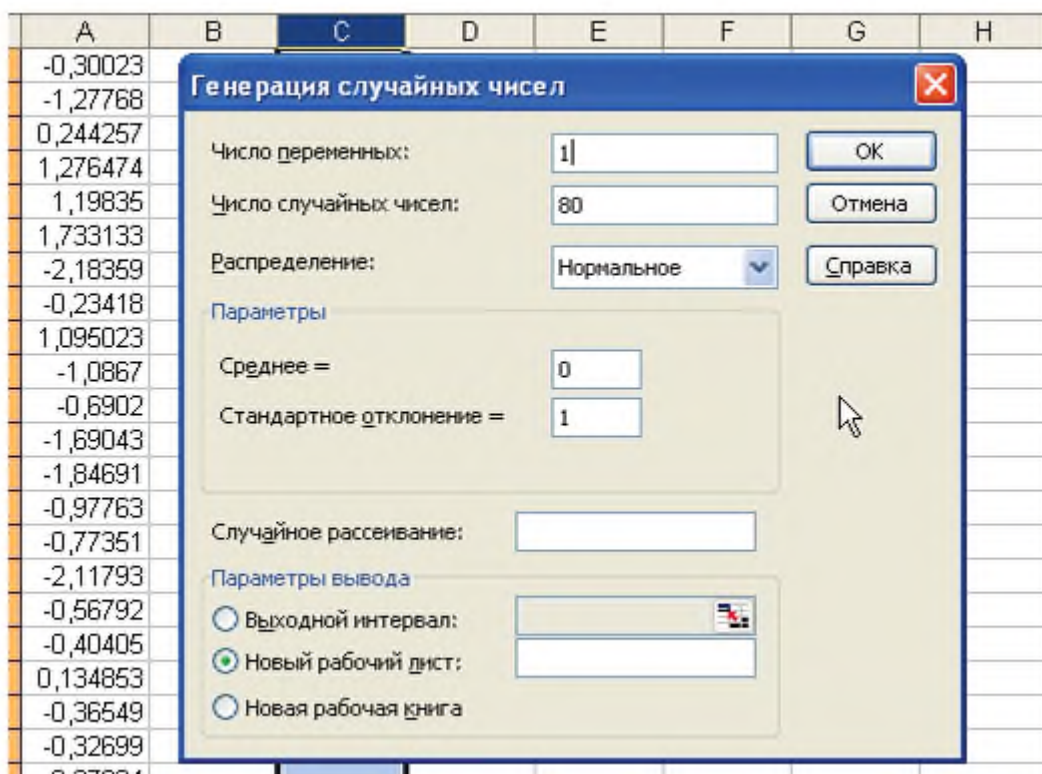 A B C D E F G H
-0,30023
-1,27768
0,244257
1,276474
1,19835
1,733133
-2,18359
-0,23418
1,095023
-1,0867
-0,6902
-1,69043
-1,84691
-0,97763
-0,77351
-2,11793
-0,56792
-0,40405
0,134853
-0,36549
-0,32699
Генерация случайных чисел
Число переменных: 1 OK
Число случайных чисел: 80 Отмена
Распределение: Нормальное Справка
Параметры
Среднее = 0
Стандартное отклонение = 1
Случайное рассеивание:
Параметры вывода
Выходной интервал:
Новый рабочий лист:
Новая рабочая книга